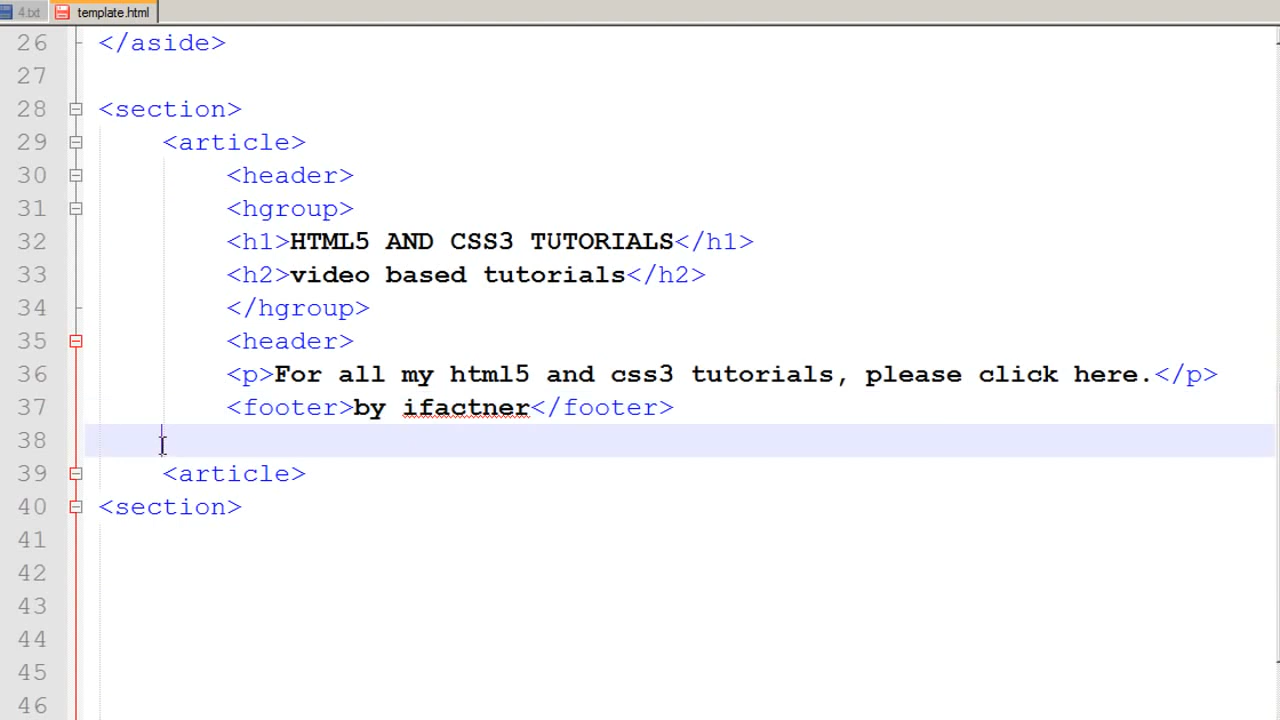 4.txt template.html
26 </aside>
27
28 <section>
29 <article>
30 <header>
31 <hgroup>
32 <h1>HTML5 AND CSS3 TUTORIALS</h1>
33 <h2>video based tutorials</h2>
34 </hgroup>
35 <header>
36 <p>For all my html5 and css3 tutorials, please click here.</p>
37 <footer>by ifactner</footer>
38
39 <article>
40 <section>
41
42
43
44
45
46